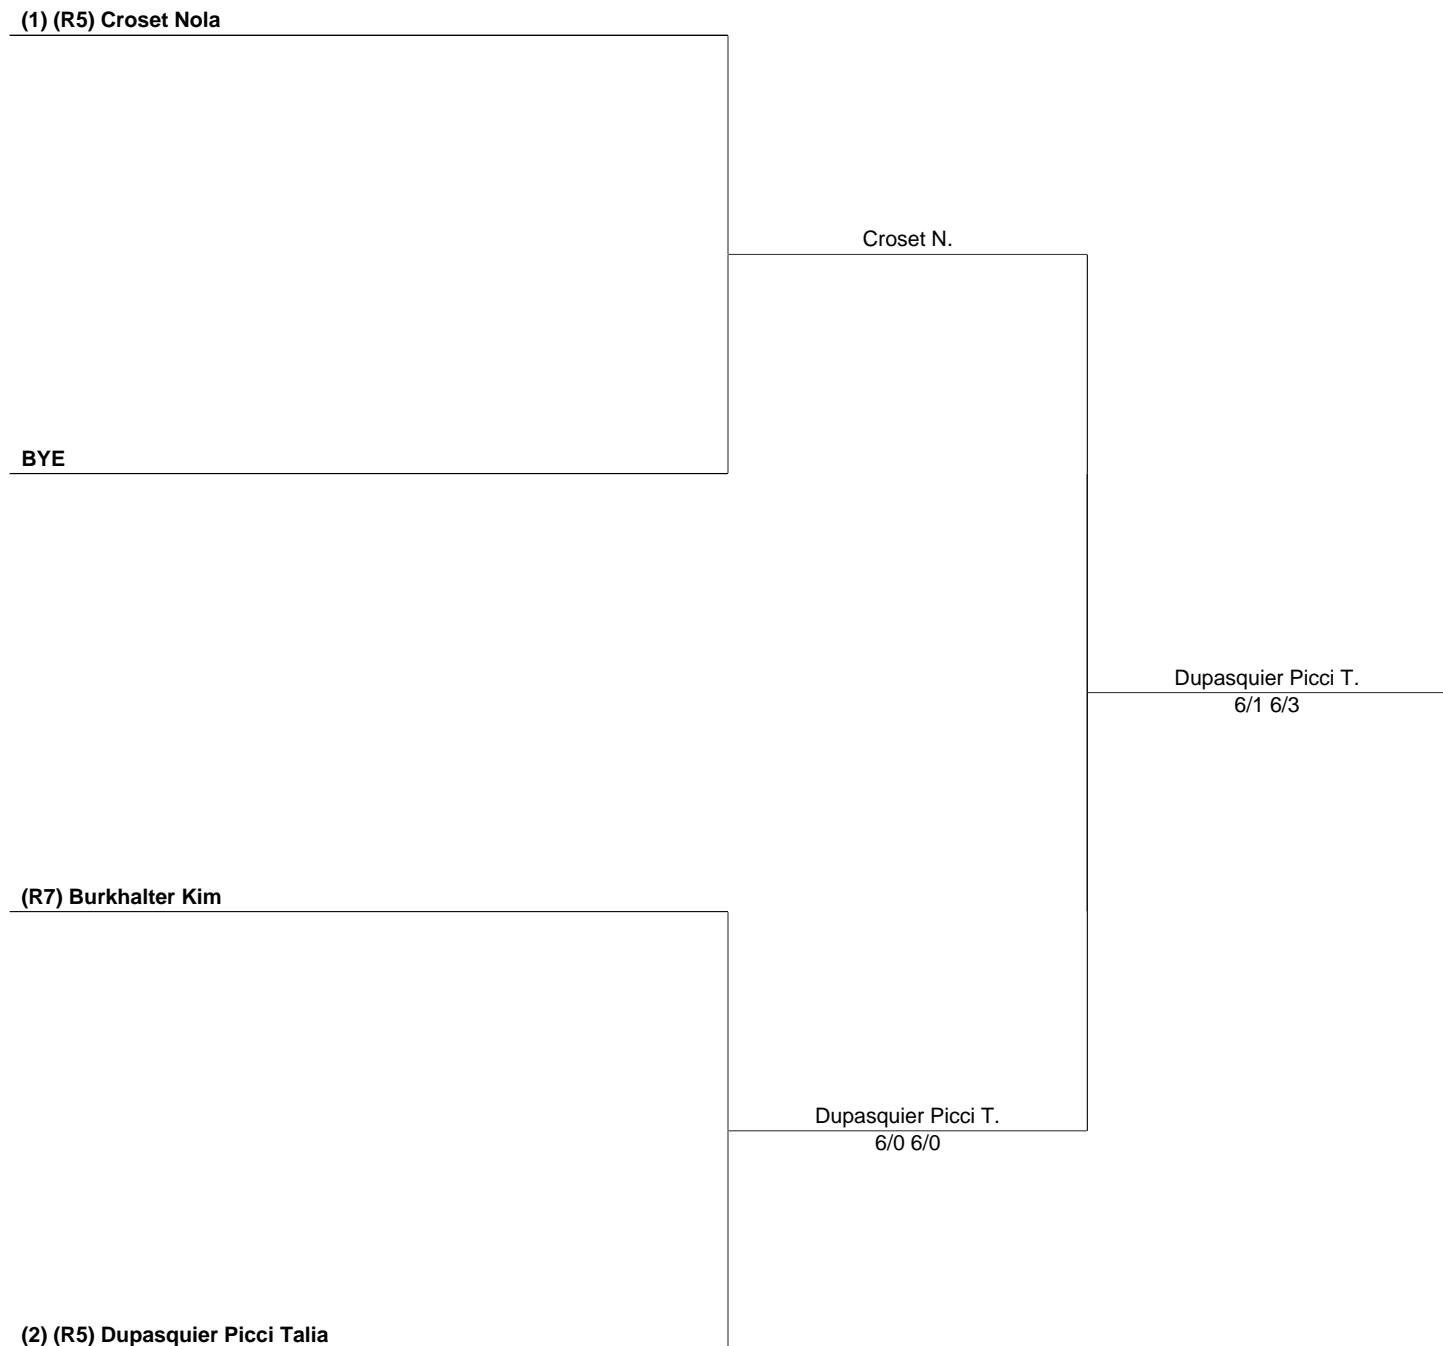 (1) (R5) Croset Nola
Croset N.
BYE
Dupasquier Picci T.
6/1 6/3
(R7) Burkhalter Kim
Dupasquier Picci T.
6/0 6/0
(2) (R5) Dupasquier Picci Talia